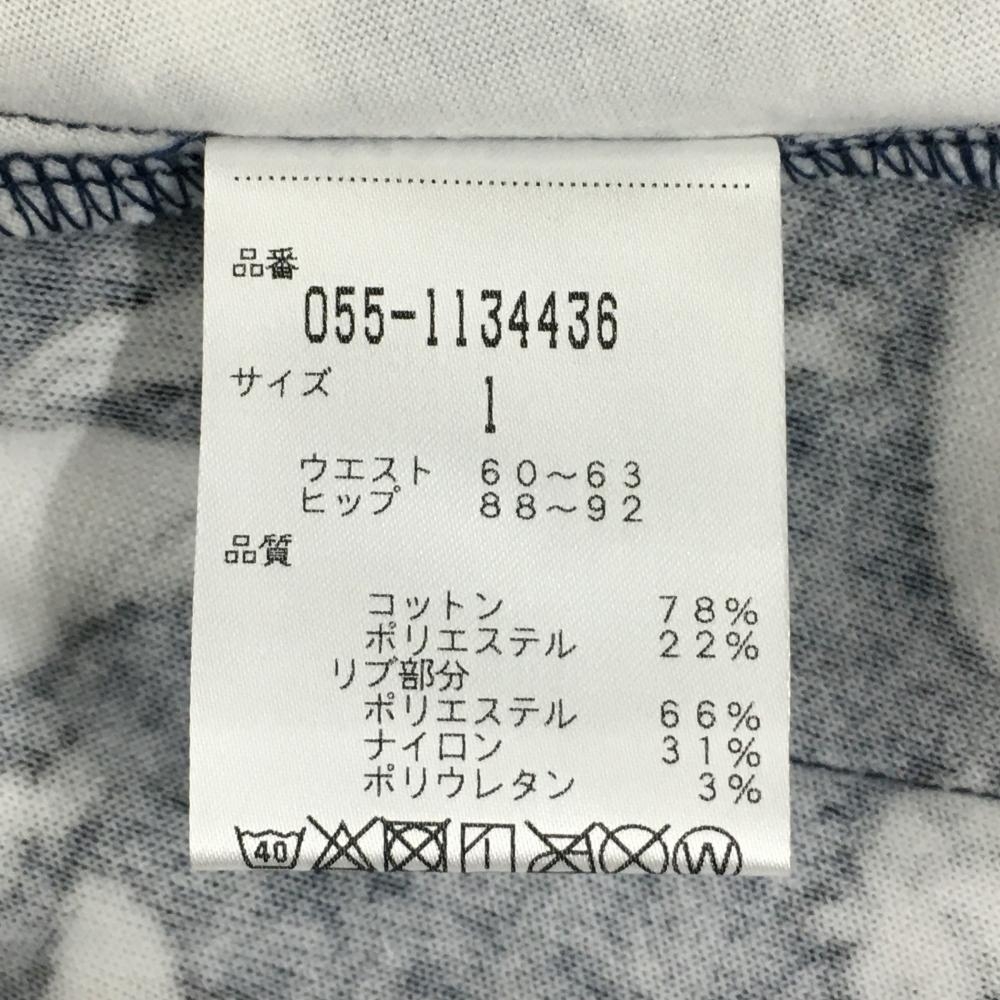 品番
055-1134436
サイズ 1
ウエスト 60~63
ヒップ 88~92
品質
コットン 78%
ポリエステル 22%
リブ部分
ポリエステル 66%
ナイロン 31%
ポリウレタン 3%
40 W